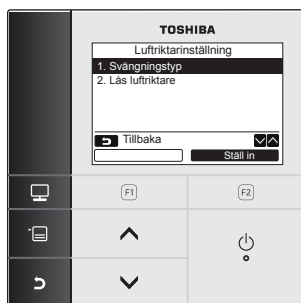 TOSHIBA
Luftriktarinställning
1. Svängningstyp
2. Lås luftriktare
Tillbaka
Ställ in
F1
F2